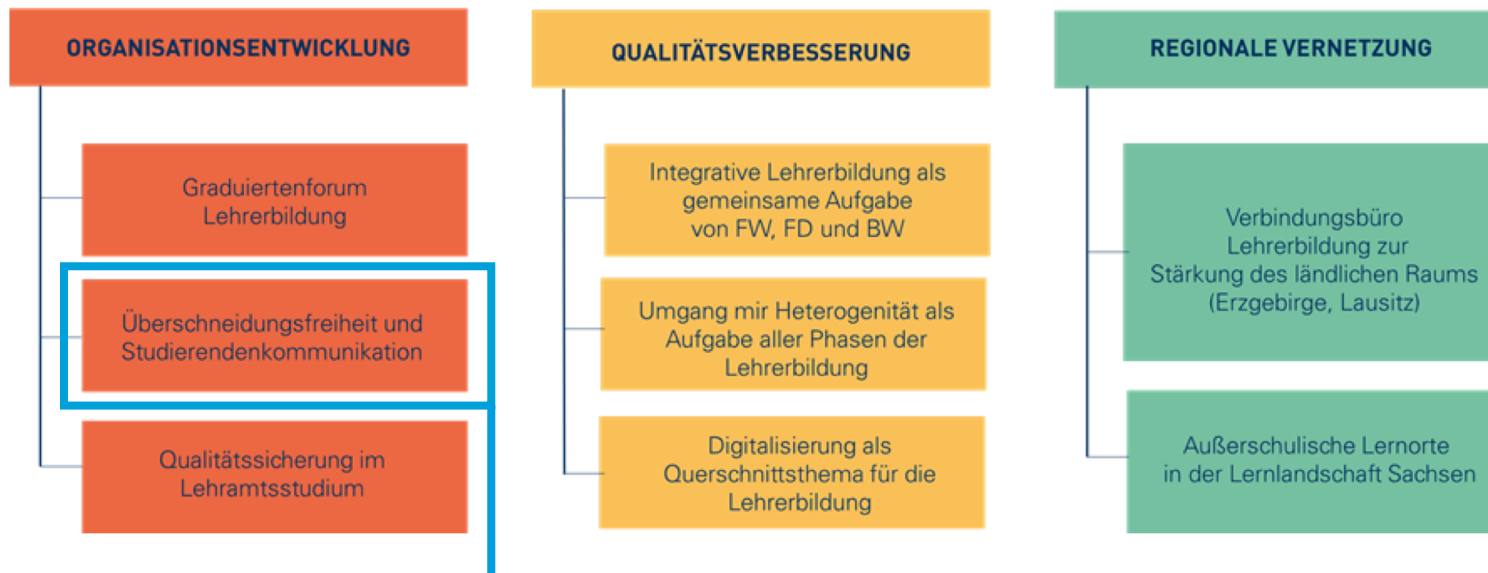 ORGANISATIONSENTWICKLUNG
Graduiertenforum
Lehrerbildung
Überschneidungsfreiheit und
Studierendenkommunikation
Qualitätssicherung im
Lehramtsstudium
QUALITÄTSVERBESSERUNG
Integrative Lehrerbildung als
gemeinsame Aufgabe
von FW, FD und BW
Umgang mir Heterogenität als
Aufgabe aller Phasen der
Lehrerbildung
Digitalisierung als
Querschnittsthema für die
Lehrerbildung
REGIONALE VERNETZUNG
Verbindungsbüro
Lehrerbildung zur
Stärkung des ländlichen Raums
(Erzgebirge, Lausitz)
Außerschulische Lernorte
in der Lernlandschaft Sachsen